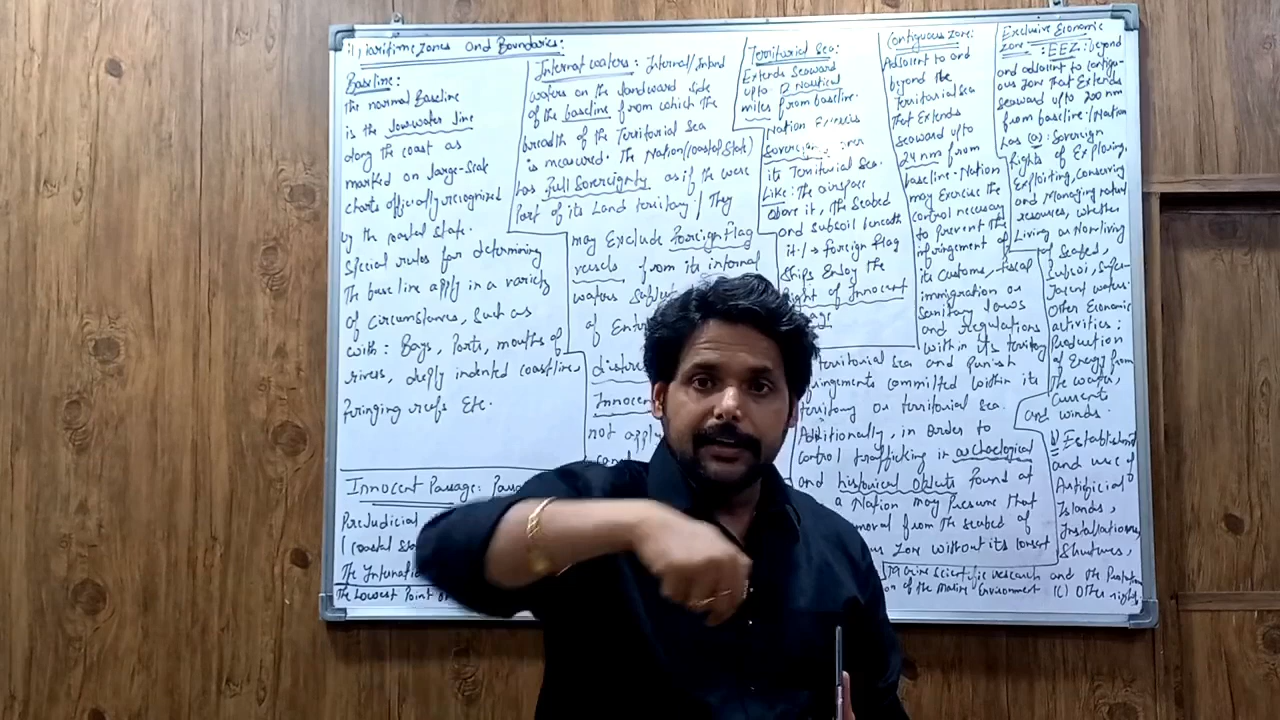 Maritime Zones and Boundaries:
Baseline:
The normal Baseline
is the low water line
along the coast as
marked on large-scale
charts officially recognized
by the coastal state.
Special rules for determining
The base line apply in a variety
of circumstances, such as
with: Bays, Ports, mouths of
rivers, deeply indented coastlines,
fringing reefs Etc.
Innocent Passage:
Prejudicial
The Lowest Point
Internal waters: Internal/Inland
waters on the landward side
of the baseline from which the
breadth of the Territorial Sea
is measured. The Nation (coastal State)
has full sovereignty as if the were
Part of its Land territory. They
may Exclude foreign flag
vessels from its internal
waters
of
Innocen
not apply
Territorial Sea:
Extends Seaward
upto 12 Nautical
miles from baseline.
Nation Exercis
Sovereign over
its Territorial Sea.
Like: The airspace
above it, The Seabed
and subsoil beneath
it. → foreign flag
Ships Enjoy The
Right of Innocent
Contiguous Zone:
Adjacent to and
beyond the
Territorial Sea
That Extends
seaward upto
24 nm from
baseline. Nation
may Exercise the
control necessary
to prevent the
infringement of
its customs, fiscal
immigration or
sanitary laws
and regulations
within its territory
territorial Sea and punish
ringements committed within its
territory or territorial Sea.
Additionally, in order to
control trafficking in archaelogical
and historical objects found at
a Nation may Presume that
moval from The seabed of
us Zone without its consent
Exclusive Economic
Zone: EEZ: beyond
and adjacent to contigu-
ous zone That Extends
seaward upto 200 nm
from baseline: Nation
has (a): Sovereign
Rights of Exploring,
Exploiting, Conserving
and Managing natural
resources, whether
Living or Nonliving
of Seabed,
Subsoil,
jacent waters.
Other Economic
activities:
Production
of Energy from
The water,
currents
and winds.
Establishment
and use of
Artificial
Islands,
Installations,
Structures,
Marine scientific research and The Protecti
on of the Marine Environment (c) Other rights.